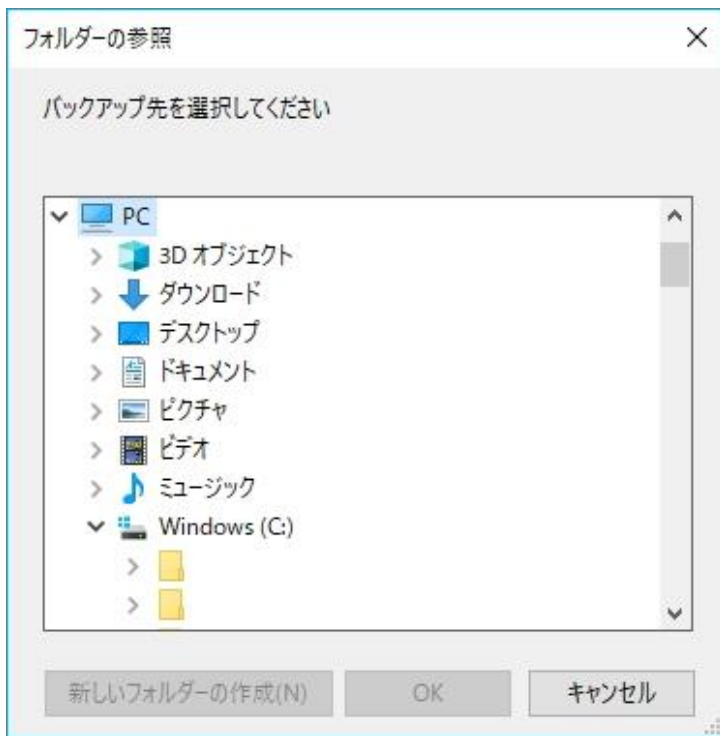 フォルダーの参照
バックアップ先を選択してください
PC
3D オブジェクト
ダウンロード
デスクトップ
ドキュメント
ピクチャ
ビデオ
ミュージック
Windows (C:)
新しいフォルダーの作成(N)
OK
キャンセル